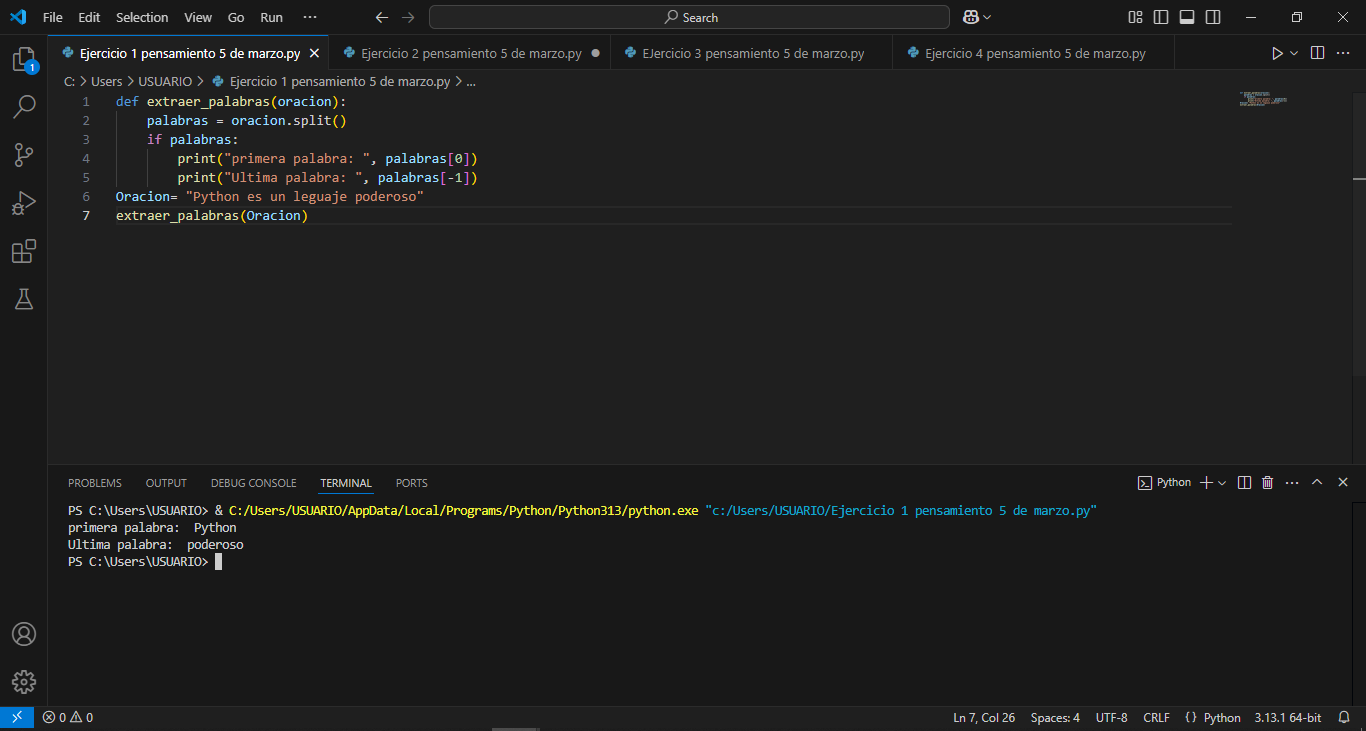 File Edit Selection View Go Run ··· Search
1
Ejercicio 1 pensamiento 5 de marzo.py Ejercicio 2 pensamiento 5 de marzo.py Ejercicio 3 pensamiento 5 de marzo.py Ejercicio 4 pensamiento 5 de marzo.py
C: > Users > USUARIO > Ejercicio 1 pensamiento 5 de marzo.py > ...
1 def extraer_palabras(oracion):
2 palabras = oracion.split()
3 if palabras:
4 print("primera palabra: ", palabras[0])
5 print("Ultima palabra: ", palabras[-1])
6 Oracion= "Python es un leguaje poderoso"
7 extraer_palabras(Oracion)
PROBLEMS OUTPUT DEBUG CONSOLE TERMINAL PORTS Python
PS C:\Users\USUARIO> & C:/Users/USUARIO/AppData/Local/Programs/Python/Python313/python.exe "c:/Users/USUARIO/Ejercicio 1 pensamiento 5 de marzo.py"
primera palabra:  Python
Ultima palabra:  poderoso
PS C:\Users\USUARIO>
0 0 Ln 7, Col 26 Spaces: 4 UTF-8 CRLF {} Python 3.13.1 64-bit